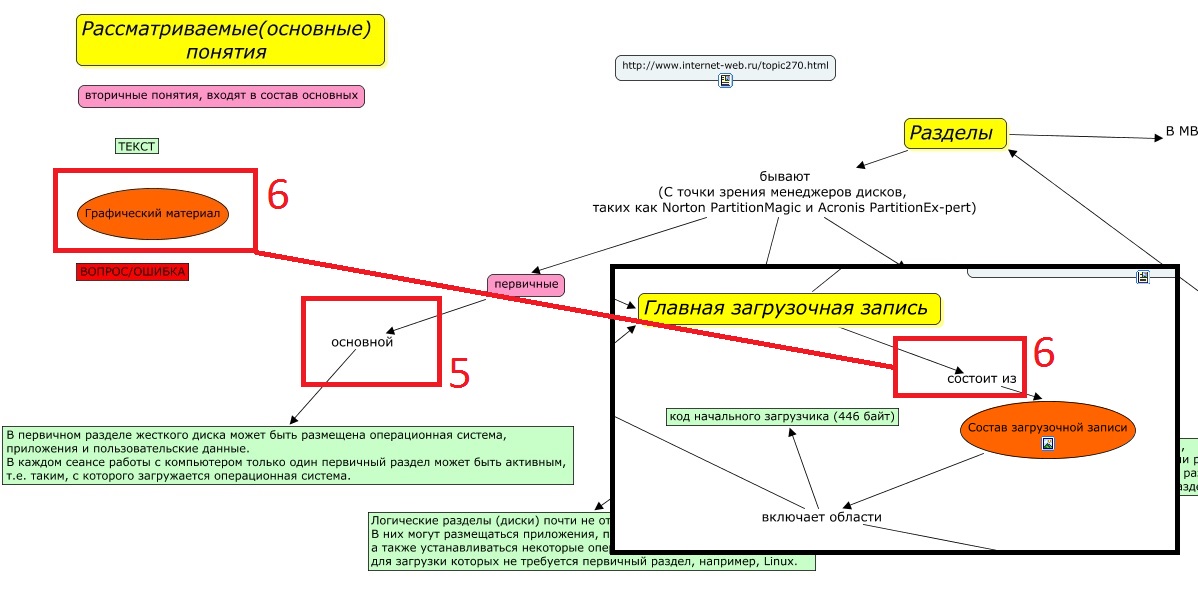 Рассматриваемые(основные)
понятия
http://www.internet-web.ru/topic270.html
вторичные понятия, входят в состав основных
Разделы
В МВ
ТЕКСТ
бывают
(С точки зрения менеджеров дисков,
таких как Norton PartitionMagic и Acronis PartitionEx-pert)
6
Графический материал
ВОПРОС/ОШИБКА
первичные
Главная загрузочная запись
основной
5
6
состоит из
код начального загрузчика (446 байт)
Состав загрузочной записи
В первичном разделе жесткого диска может быть размещена операционная система,
приложения и пользовательские данные.
В каждом сеансе работы с компьютером только один первичный раздел может быть активным,
т.е. таким, с которого загружается операционная система.
включает области
Логические разделы (диски) почти не от
В них могут размещаться приложения, п
а также устанавливаться некоторые опе
для загрузки которых не требуется первичный раздел, например, Linux.